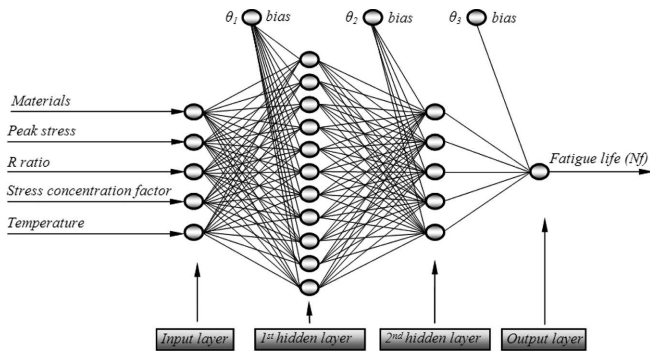 θ1 bias θ2 bias θ3 bias
Materials
Peak stress
R ratio
Stress concentration factor
Temperature
Fatigue life (Nf)
Input layer 1st hidden layer 2nd hidden layer Output layer